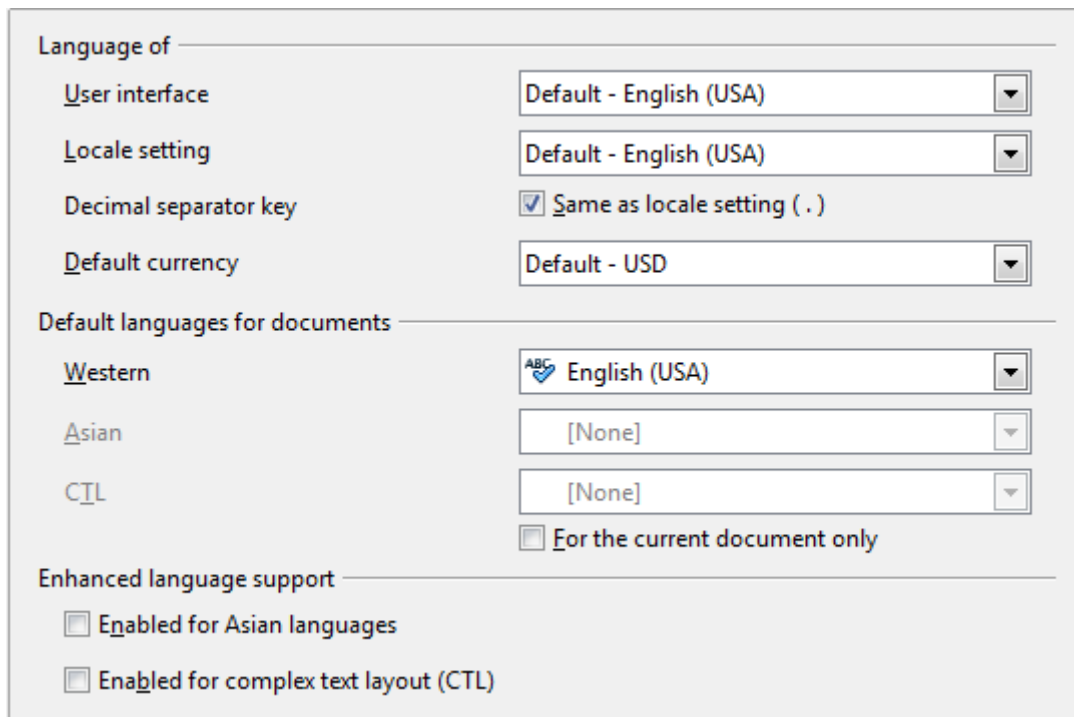 Language of
User interface Default - English (USA)
Locale setting Default - English (USA)
Decimal separator key Same as locale setting ( . )
Default currency Default - USD
Default languages for documents
Western ABC English (USA)
Asian [None]
CTL [None]
For the current document only
Enhanced language support
Enabled for Asian languages
Enabled for complex text layout (CTL)